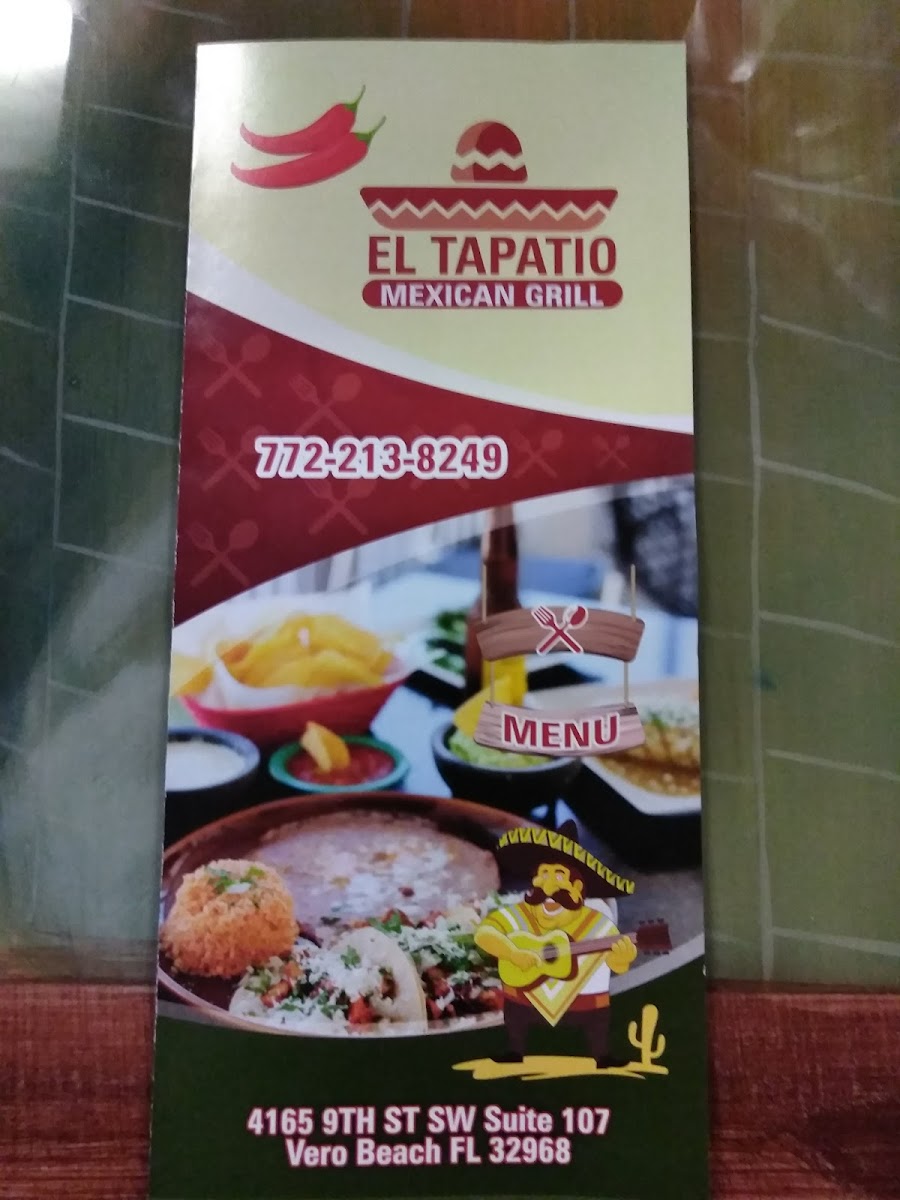 EL TAPATIO
MEXICAN GRILL
772-213-8249
MENU
4165 9TH ST SW Suite 107
Vero Beach FL 32968